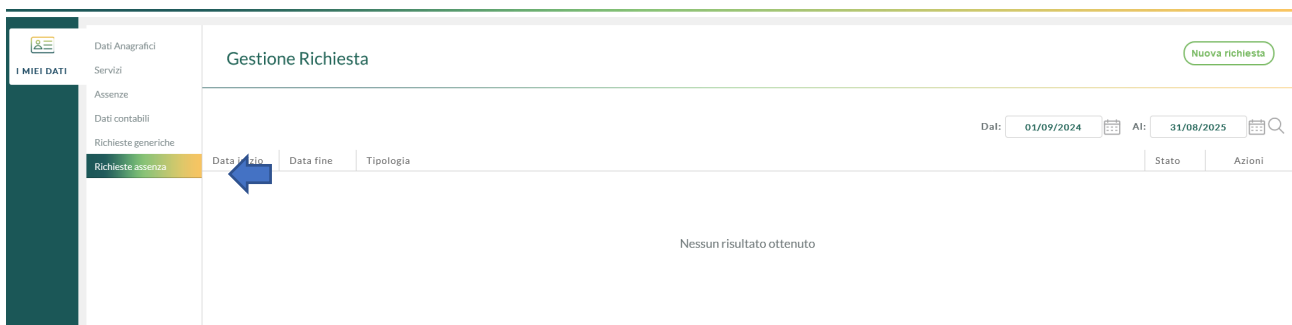 I MIEI DATI
Dati Anagrafici
Servizi
Assenze
Dati contabili
Richieste generiche
Richieste assenza
Gestione Richiesta
Nuova richiesta
Dal: 01/09/2024 Al: 31/08/2025
Data inizio Data fine Tipologia Stato Azioni
Nessun risultato ottenuto